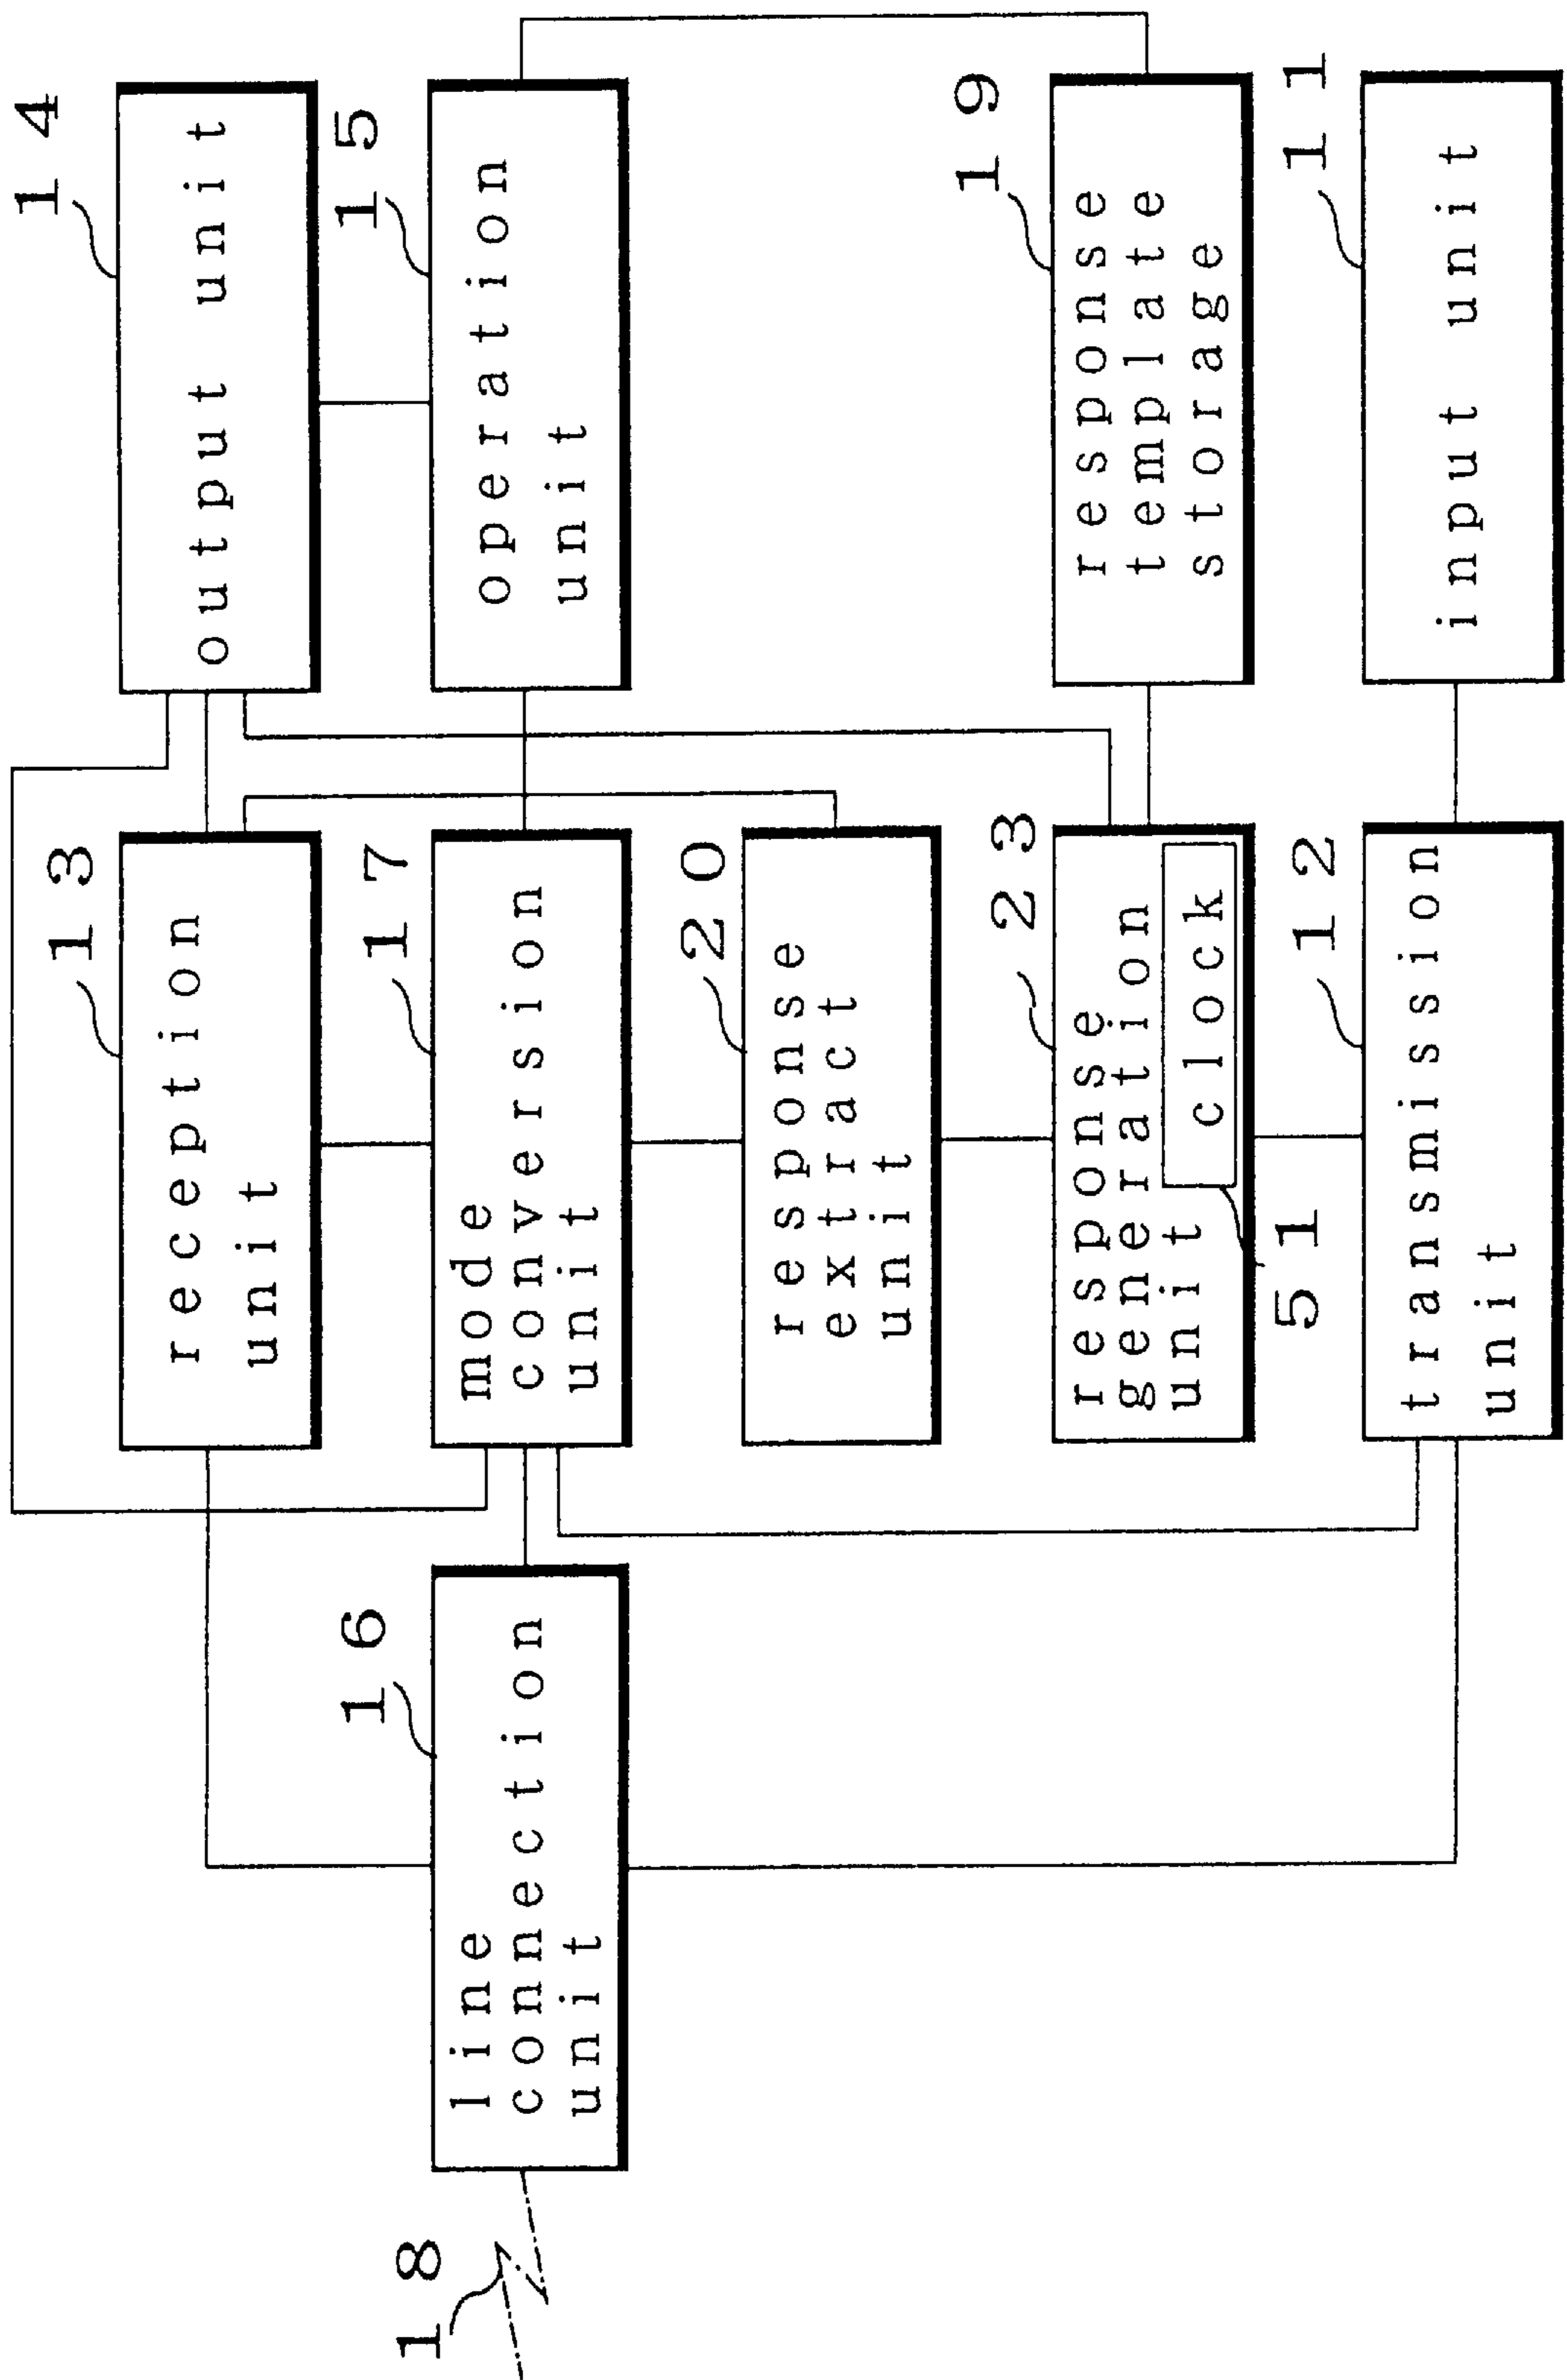 14
output unit
15
operation
unit
19
response
template
storage
11
input unit
13
reception
unit
17
mode
conversion
unit
20
response
extract
unit
23
response
generation
unit
clock
51
12
transmission
unit
16
line
connection
unit
18